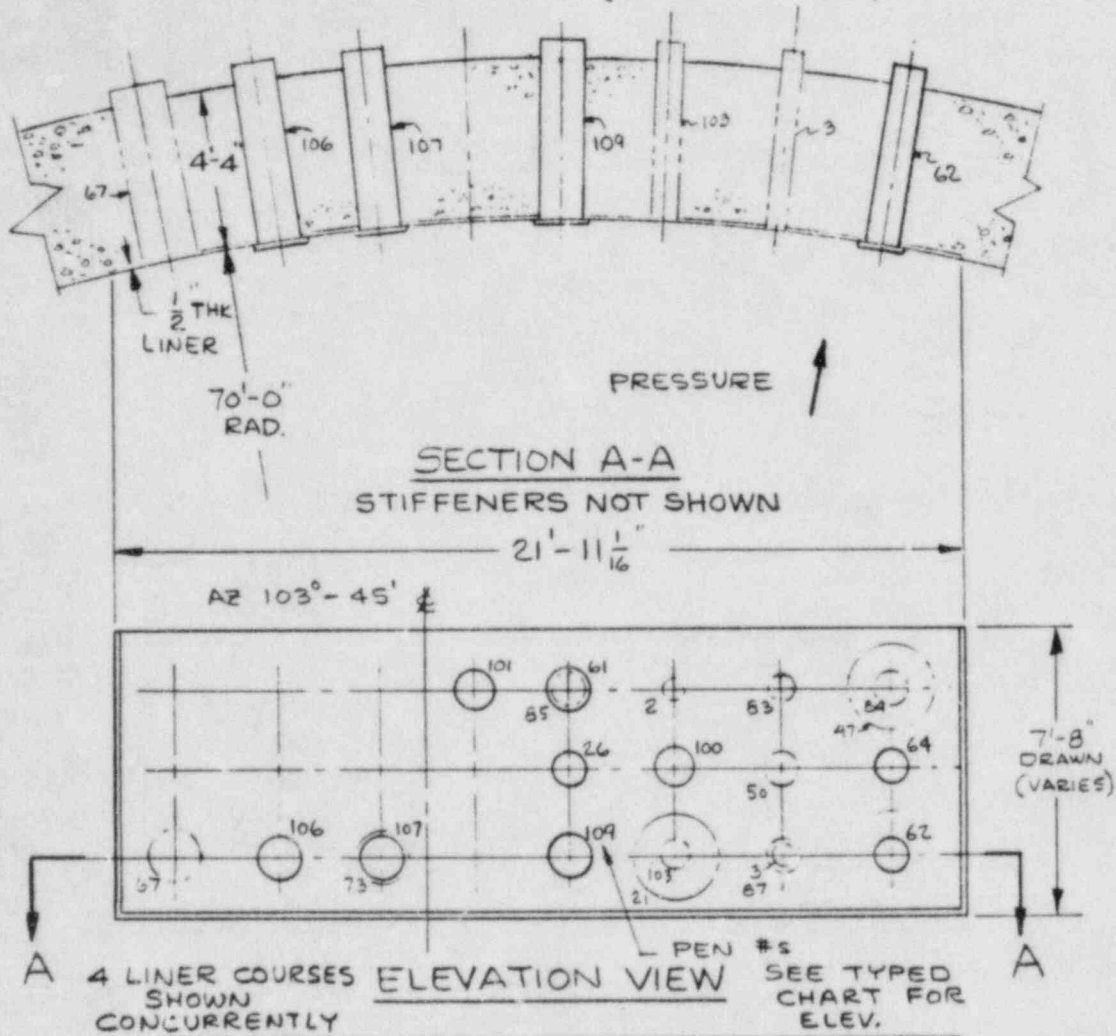 67
4'-4"
106
107
109
103
3
62
1/2" THK
LINER
70'-0"
RAD.
PRESSURE
SECTION A-A
STIFFENERS NOT SHOWN
21'-11 1/16"
AZ 103°-45' ℄
101
61
85
2
83
84
47
26
100
50
64
7'-8"
DRAWN
(VARIES)
67
106
107
73
109
103
21
3
87
62
A
A
PEN #s
4 LINER COURSES
SHOWN
CONCURRENTLY
ELEVATION VIEW
SEE TYPED
CHART FOR
ELEV.